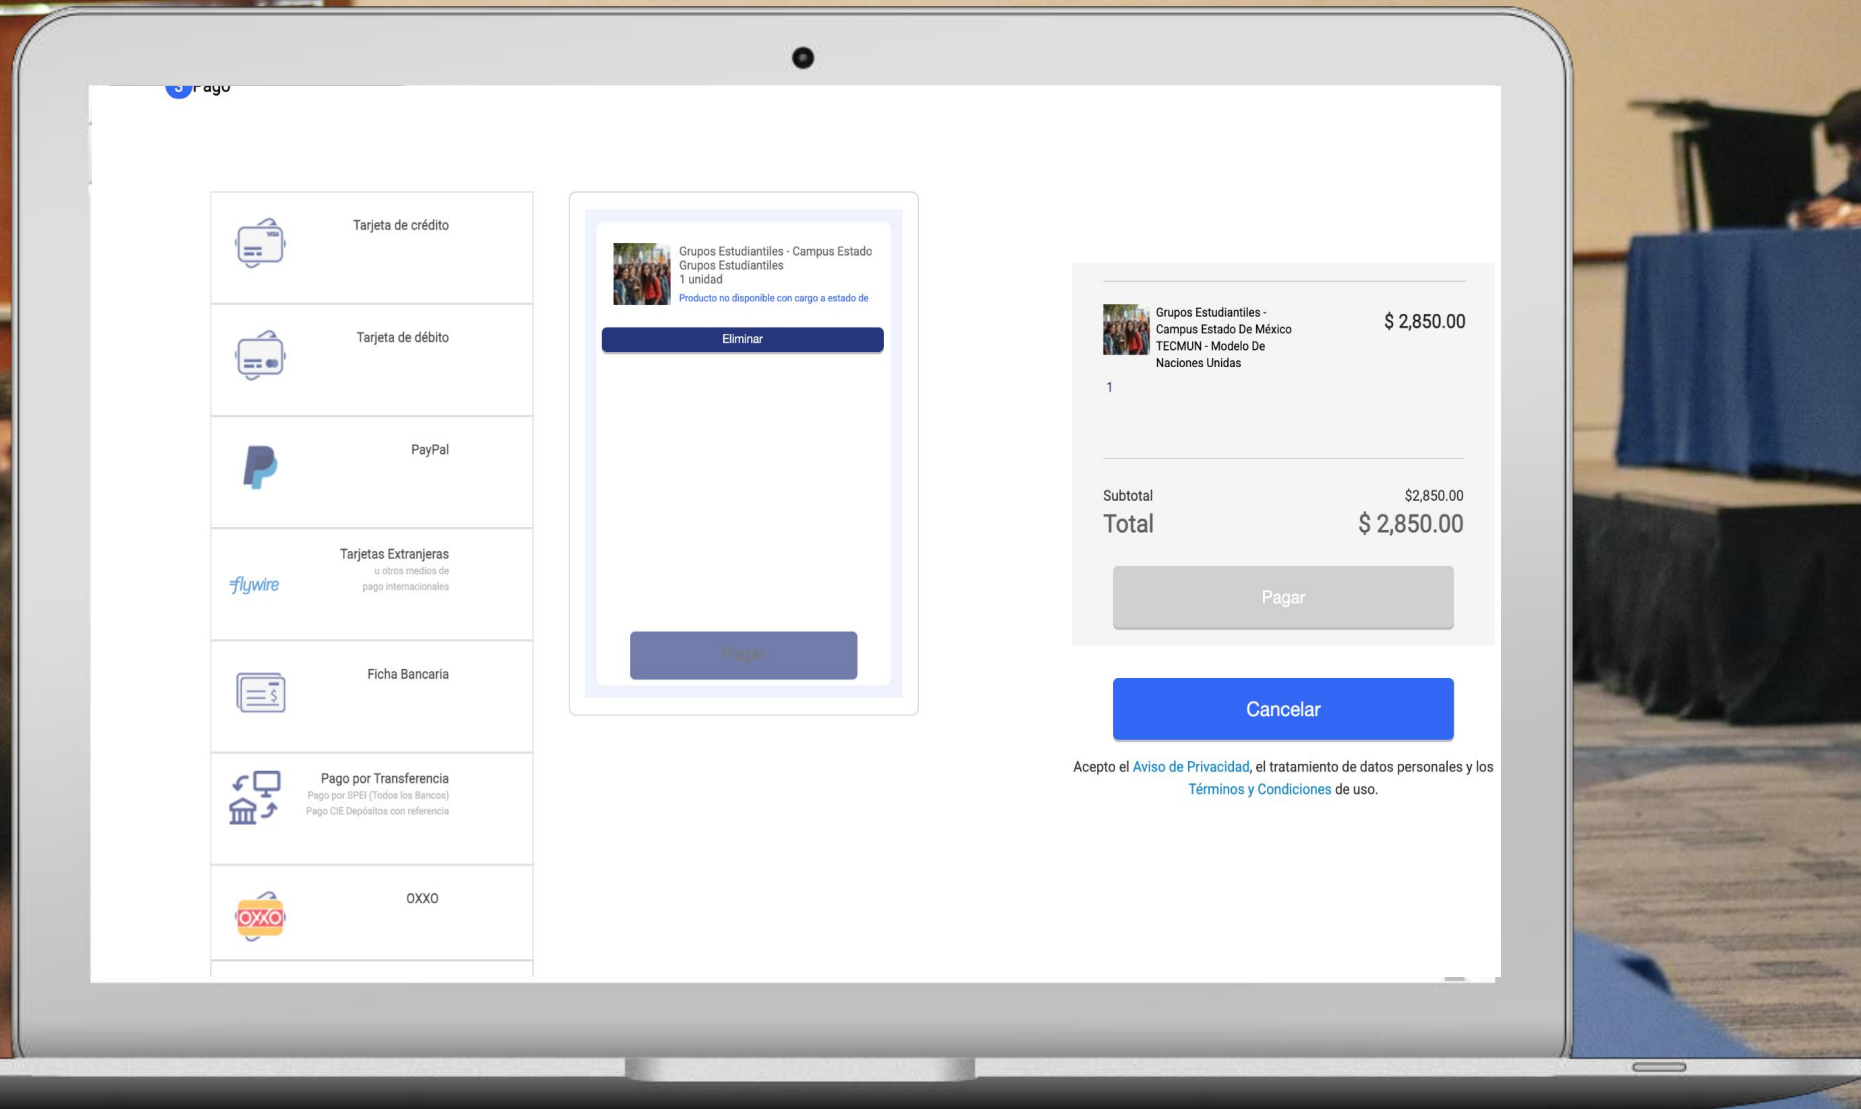 3 Pago
Tarjeta de crédito
VISA
Tarjeta de débito
PayPal
Tarjetas Extranjeras
u otros medios de
pago internacionales
flywire
Ficha Bancaria
Pago por Transferencia
Pago por SPEI (Todos los Bancos)
Pago CIE Depósitos con referencia
OXXO
OXXO
Grupos Estudiantiles - Campus Estado
Grupos Estudiantiles
1 unidad
Producto no disponible con cargo a estado de
Eliminar
Pagar
Grupos Estudiantiles -
Campus Estado De México
TECMUN - Modelo De
Naciones Unidas
$ 2,850.00
1
Subtotal $2,850.00
Total $ 2,850.00
Pagar
Cancelar
Acepto el Aviso de Privacidad, el tratamiento de datos personales y los
Términos y Condiciones de uso.